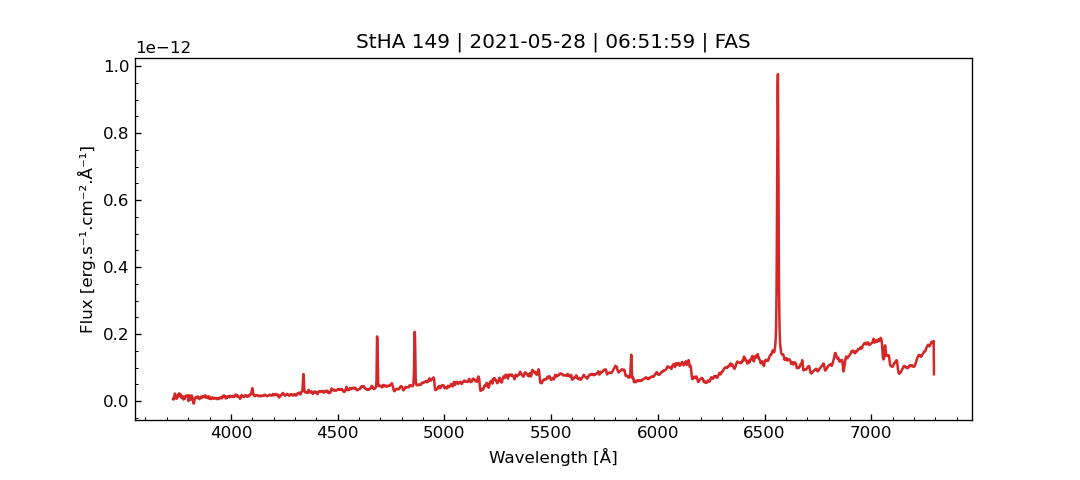 StHA 149 | 2021-05-28 | 06:51:59 | FAS
1e−12
1.0
0.8
0.6
0.4
0.2
0.0
Flux [erg.s⁻¹.cm⁻².Å⁻¹]
4000 4500 5000 5500 6000 6500 7000
Wavelength [Å]